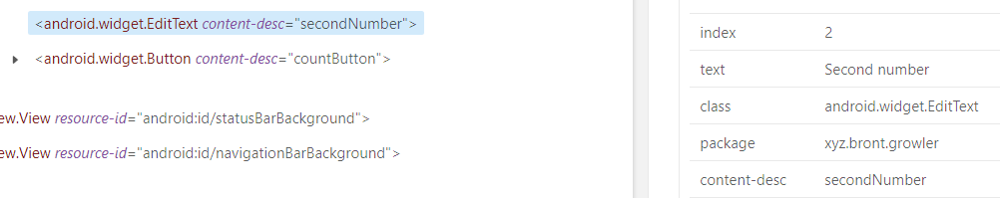 <android.widget.EditText content-desc="secondNumber">
<android.widget.Button content-desc="countButton">
ew.View resource-id="android:id/statusBarBackground">
ew.View resource-id="android:id/navigationBarBackground">
index 2
text Second number
class android.widget.EditText
package xyz.bront.growler
content-desc secondNumber